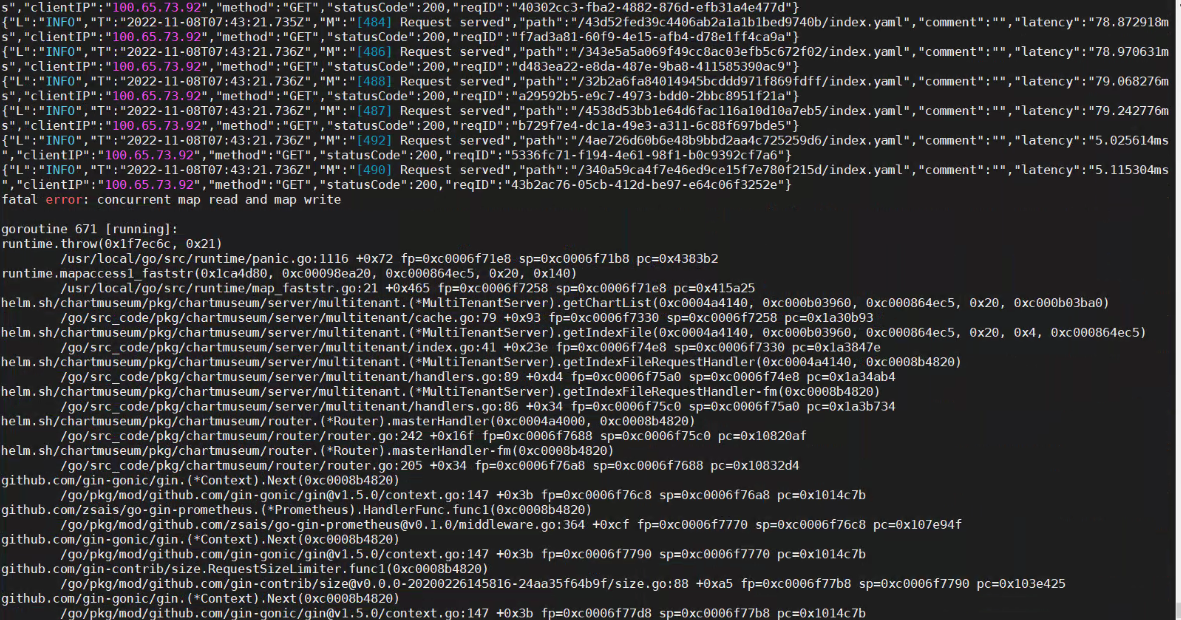 s","clientIP":"100.65.73.92","method":"GET","statusCode":200,"reqID":"40302cc3-fba2-4882-876d-efb31a4e477d"}
{"L":"INFO","T":"2022-11-08T07:43:21.735Z","M":"[484] Request served","path":"/43d52fed39c4406ab2a1a1b1bed9740b/index.yaml","comment":"","latency":"78.872918m
s","clientIP":"100.65.73.92","method":"GET","statusCode":200,"reqID":"f7ad3a81-60f9-4e15-afb4-d78e1ff4ca9a"}
{"L":"INFO","T":"2022-11-08T07:43:21.736Z","M":"[486] Request served","path":"/343e5a5a069f49cc8ac03efb5c672f02/index.yaml","comment":"","latency":"78.970631m
s","clientIP":"100.65.73.92","method":"GET","statusCode":200,"reqID":"d483ea22-e8da-487e-9ba8-411585390ac9"}
{"L":"INFO","T":"2022-11-08T07:43:21.736Z","M":"[488] Request served","path":"/32b2a6fa84014945bcddd971f869fdff/index.yaml","comment":"","latency":"79.068276m
s","clientIP":"100.65.73.92","method":"GET","statusCode":200,"reqID":"a29592b5-e9c7-4973-bdd0-2bbc8951f21a"}
{"L":"INFO","T":"2022-11-08T07:43:21.736Z","M":"[487] Request served","path":"/4538d53bb1e64d6fac116a10d10a7eb5/index.yaml","comment":"","latency":"79.242776m
s","clientIP":"100.65.73.92","method":"GET","statusCode":200,"reqID":"b729f7e4-dc1a-49e3-a311-6c88f697bde5"}
{"L":"INFO","T":"2022-11-08T07:43:21.736Z","M":"[492] Request served","path":"/4ae726d60b6e48b9bbd2aa4c725259d6/index.yaml","comment":"","latency":"5.025614ms
","clientIP":"100.65.73.92","method":"GET","statusCode":200,"reqID":"5336fc71-f194-4e61-98f1-b0c9392cf7a6"}
{"L":"INFO","T":"2022-11-08T07:43:21.736Z","M":"[490] Request served","path":"/340a59ca4f7e46ed9ce15f7e780f215d/index.yaml","comment":"","latency":"5.115304ms
","clientIP":"100.65.73.92","method":"GET","statusCode":200,"reqID":"43b2ac76-05cb-412d-be97-e64c06f3252e"}
fatal error: concurrent map read and map write
goroutine 671 [running]:
runtime.throw(0x1f7ec6c, 0x21)
/usr/local/go/src/runtime/panic.go:1116 +0x72 fp=0xc0006f71e8 sp=0xc0006f71b8 pc=0x4383b2
runtime.mapaccess1_faststr(0x1ca4d80, 0xc00098ea20, 0xc000864ec5, 0x20, 0x140)
/usr/local/go/src/runtime/map_faststr.go:21 +0x465 fp=0xc0006f7258 sp=0xc0006f71e8 pc=0x415a25
helm.sh/chartmuseum/pkg/chartmuseum/server/multitenant.(*MultiTenantServer).getChartList(0xc0004a4140, 0xc000b03960, 0xc000864ec5, 0x20, 0xc000b03ba0)
/go/src_code/pkg/chartmuseum/server/multitenant/cache.go:79 +0x93 fp=0xc0006f7330 sp=0xc0006f7258 pc=0x1a30b93
helm.sh/chartmuseum/pkg/chartmuseum/server/multitenant.(*MultiTenantServer).getIndexFile(0xc0004a4140, 0xc000b03960, 0xc000864ec5, 0x20, 0x4, 0xc000864ec5)
/go/src_code/pkg/chartmuseum/server/multitenant/index.go:41 +0x23e fp=0xc0006f74e8 sp=0xc0006f7330 pc=0x1a3847e
helm.sh/chartmuseum/pkg/chartmuseum/server/multitenant.(*MultiTenantServer).getIndexFileRequestHandler(0xc0004a4140, 0xc0008b4820)
/go/src_code/pkg/chartmuseum/server/multitenant/handlers.go:89 +0xd4 fp=0xc0006f75a0 sp=0xc0006f74e8 pc=0x1a34ab4
helm.sh/chartmuseum/pkg/chartmuseum/server/multitenant.(*MultiTenantServer).getIndexFileRequestHandler-fm(0xc0008b4820)
/go/src_code/pkg/chartmuseum/server/multitenant/handlers.go:86 +0x34 fp=0xc0006f75c0 sp=0xc0006f75a0 pc=0x1a3b734
helm.sh/chartmuseum/pkg/chartmuseum/router.(*Router).masterHandler(0xc0004a4000, 0xc0008b4820)
/go/src_code/pkg/chartmuseum/router/router.go:242 +0x16f fp=0xc0006f7688 sp=0xc0006f75c0 pc=0x10820af
helm.sh/chartmuseum/pkg/chartmuseum/router.(*Router).masterHandler-fm(0xc0008b4820)
/go/src_code/pkg/chartmuseum/router/router.go:205 +0x34 fp=0xc0006f76a8 sp=0xc0006f7688 pc=0x10832d4
github.com/gin-gonic/gin.(*Context).Next(0xc0008b4820)
/go/pkg/mod/github.com/gin-gonic/gin@v1.5.0/context.go:147 +0x3b fp=0xc0006f76c8 sp=0xc0006f76a8 pc=0x1014c7b
github.com/zsais/go-gin-prometheus.(*Prometheus).HandlerFunc.func1(0xc0008b4820)
/go/pkg/mod/github.com/zsais/go-gin-prometheus@v0.1.0/middleware.go:364 +0xcf fp=0xc0006f7770 sp=0xc0006f76c8 pc=0x107e94f
github.com/gin-gonic/gin.(*Context).Next(0xc0008b4820)
/go/pkg/mod/github.com/gin-gonic/gin@v1.5.0/context.go:147 +0x3b fp=0xc0006f7790 sp=0xc0006f7770 pc=0x1014c7b
github.com/gin-contrib/size.RequestSizeLimiter.func1(0xc0008b4820)
/go/pkg/mod/github.com/gin-contrib/size@v0.0.0-20200226145816-24aa35f64b9f/size.go:88 +0xa5 fp=0xc0006f77b8 sp=0xc0006f7790 pc=0x103e425
github.com/gin-gonic/gin.(*Context).Next(0xc0008b4820)
/go/pkg/mod/github.com/gin-gonic/gin@v1.5.0/context.go:147 +0x3b fp=0xc0006f77d8 sp=0xc0006f77b8 pc=0x1014c7b